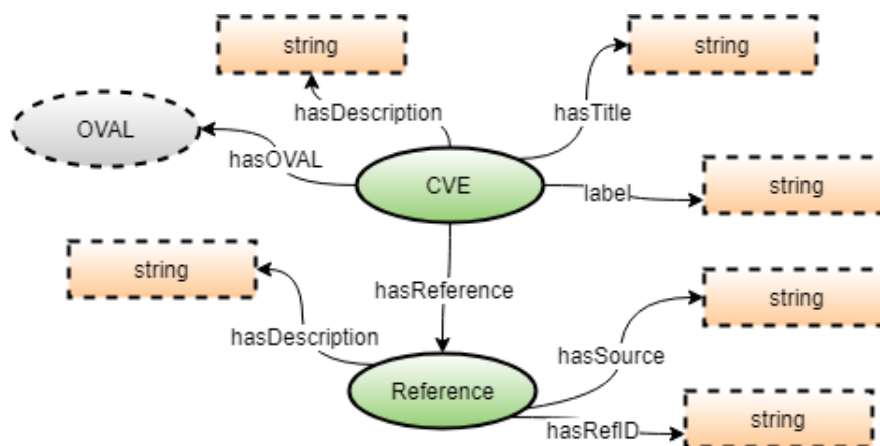 string
string
hasDescription
hasTitle
OVAL
hasOVAL
CVE
label
string
string
hasReference
string
hasDescription
hasSource
Reference
hasRefID
string